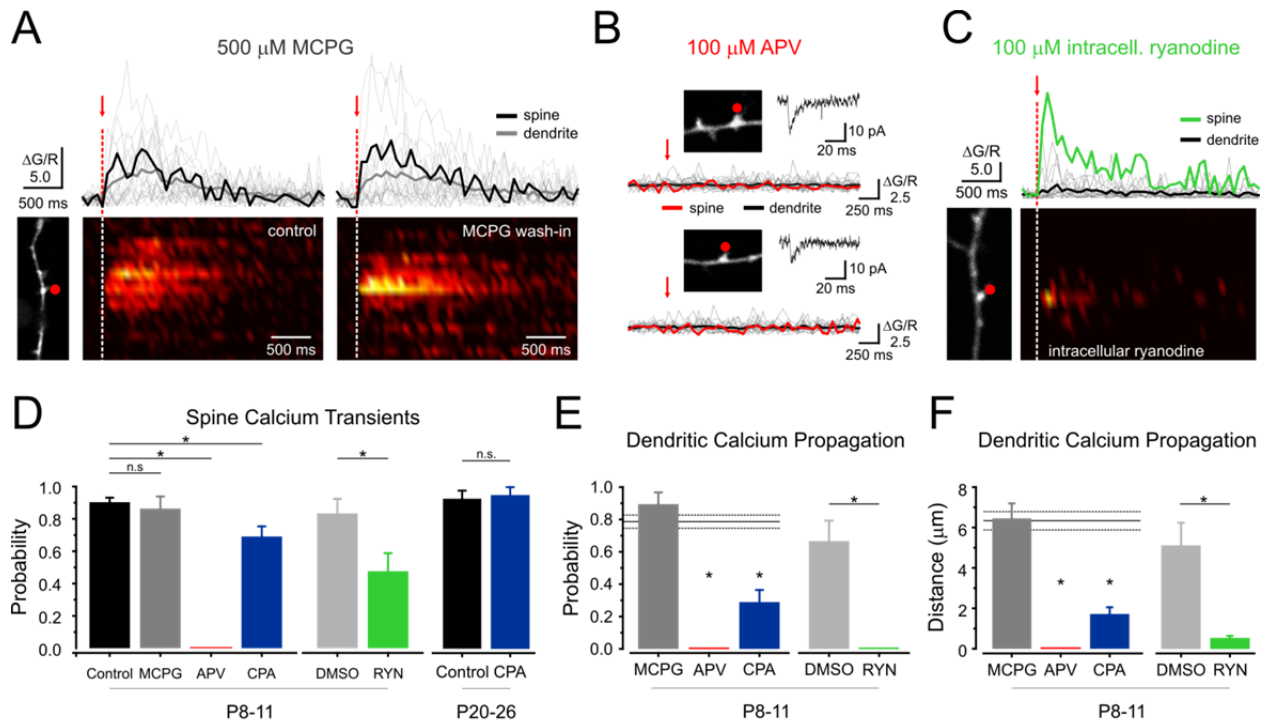 A
500 μM MCPG
spine
dendrite
ΔG/R
5.0
500 ms
control
500 ms
MCPG wash-in
500 ms
B
100 μM APV
10 pA
20 ms
ΔG/R
2.5
250 ms
spine
dendrite
10 pA
20 ms
ΔG/R
2.5
250 ms
C
100 μM intracell. ryanodine
spine
dendrite
ΔG/R
5.0
500 ms
intracellular ryanodine
D
Spine Calcium Transients
*
*
n.s
*
n.s.
Probability
1.0
0.8
0.6
0.4
0.2
0.0
Control MCPG APV CPA
DMSO RYN
Control CPA
P8-11
P20-26
E
Dendritic Calcium Propagation
*
* *
Probability
1.0
0.8
0.6
0.4
0.2
0.0
MCPG APV CPA
DMSO RYN
P8-11
F
Dendritic Calcium Propagation
*
* *
Distance (μm)
8
6
4
2
0
MCPG APV CPA
DMSO RYN
P8-11